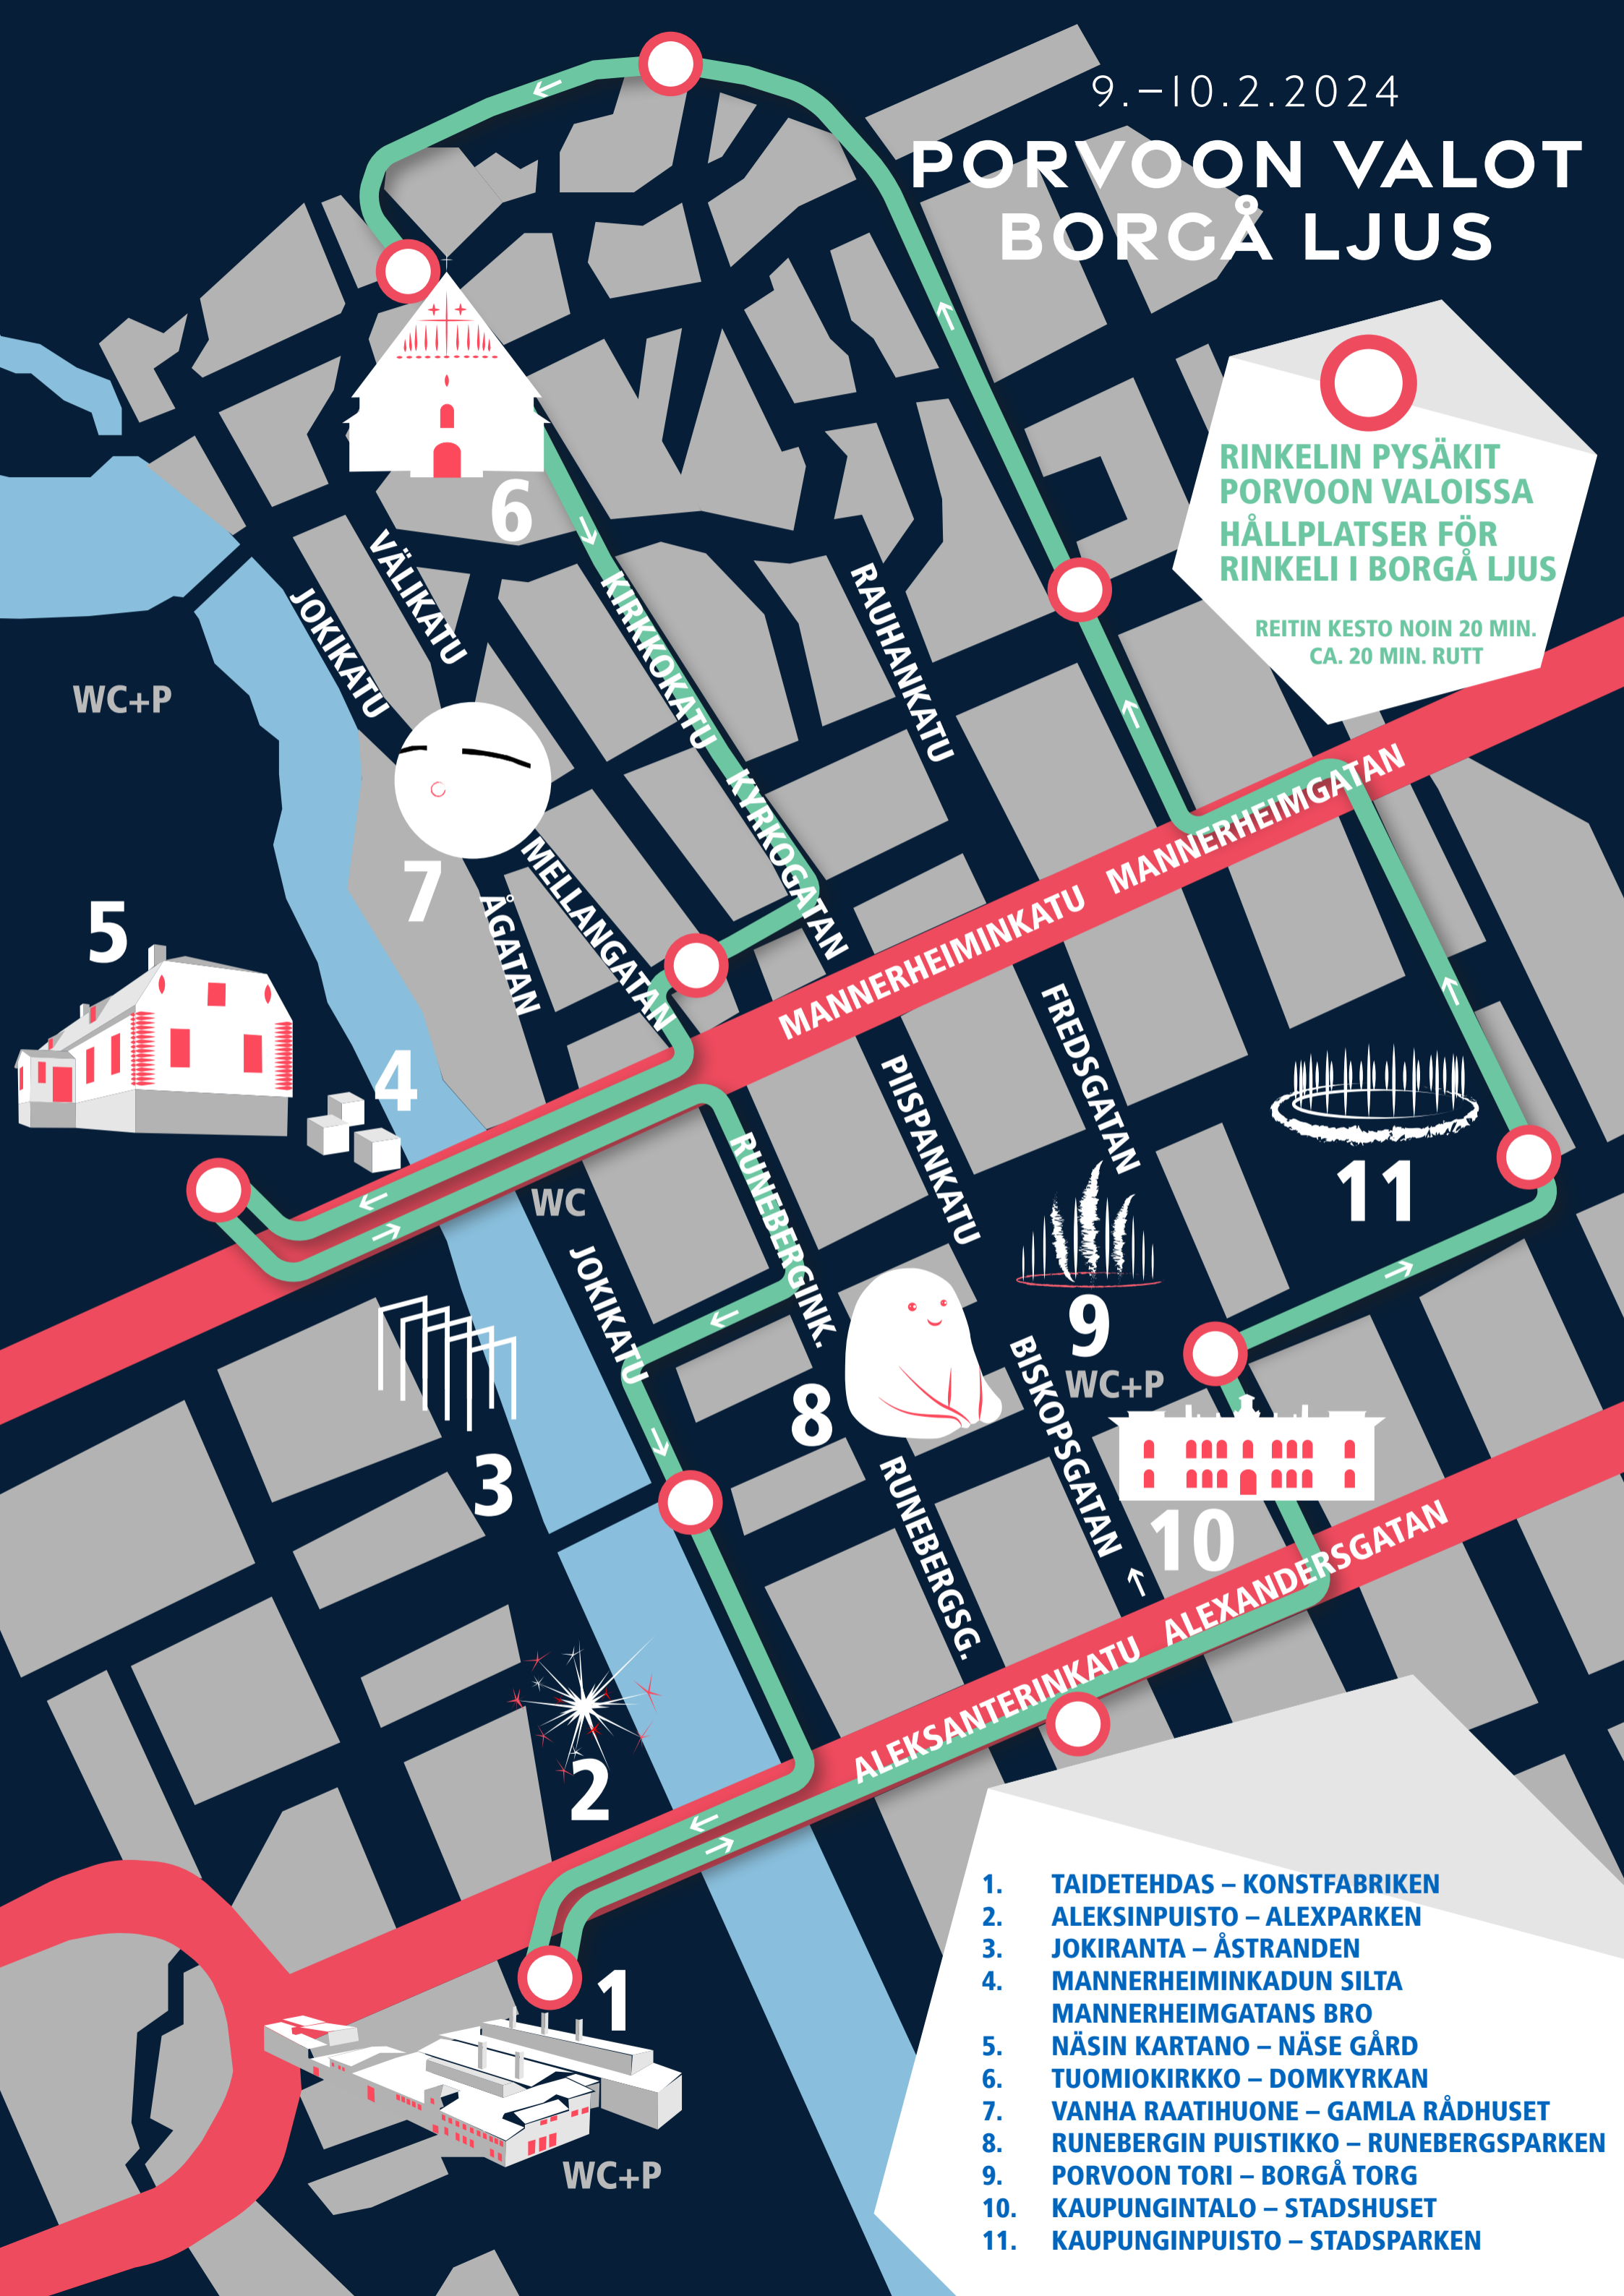 9.–10.2.2024
PORVOON VALOT
BORGÅ LJUS
RINKELIN PYSÄKIT
PORVOON VALOISSA
HÅLLPLATSER FÖR
RINKELI I BORGÅ LJUS
REITIN KESTO NOIN 20 MIN.
CA. 20 MIN. RUTT
6
VÄLIKATU
JOKIKATU
KIRKKOKATU
RAUHANKATU
WC+P
KYRKOGATAN
MANNERHEIMINKATU
MANNERHEIMGATAN
7
MELLANGATAN
ÅGATAN
5
4
FREDSGATAN
PIISPANKATU
RUNEBERGINK.
WC
JOKIKATU
11
9
WC+P
BISKOPSGATAN
8
3
RUNEBERGSG.
10
ALEKSANTERINKATU
ALEXANDERSGATAN
2
1
WC+P
1. TAIDETEHDAS – KONSTFABRIKEN
2. ALEKSINPUISTO – ALEXPARKEN
3. JOKIRANTA – ÅSTRANDEN
4. MANNERHEIMINKADUN SILTA
MANNERHEIMGATANS BRO
5. NÄSIN KARTANO – NÄSE GÅRD
6. TUOMIOKIRKKO – DOMKYRKAN
7. VANHA RAATIHUONE – GAMLA RÅDHUSET
8. RUNEBERGIN PUISTIKKO – RUNEBERGSPARKEN
9. PORVOON TORI – BORGÅ TORG
10. KAUPUNGINTALO – STADSHUSET
11. KAUPUNGINPUISTO – STADSPARKEN